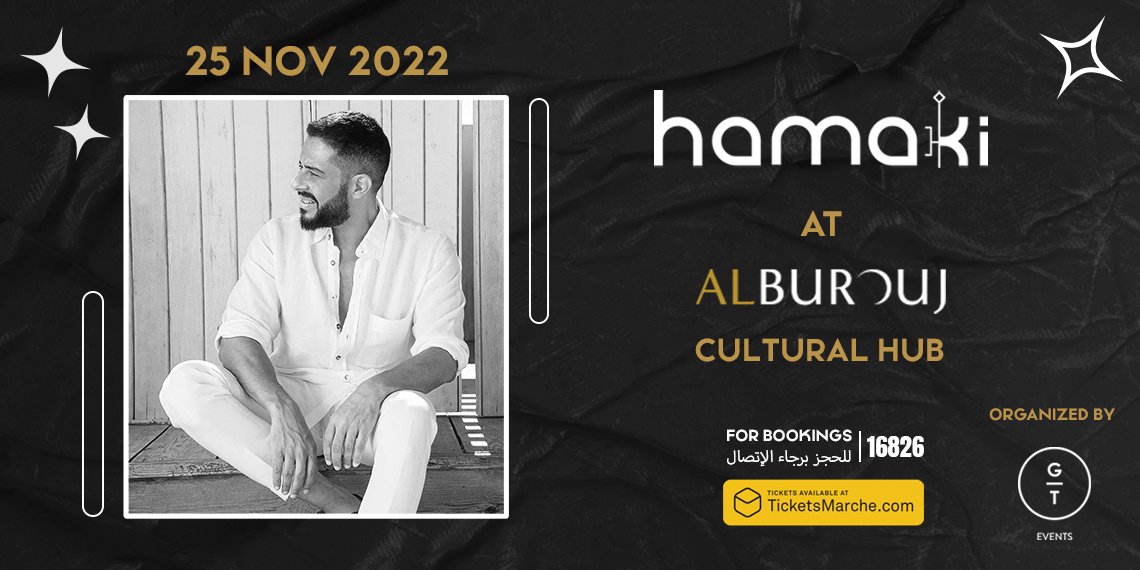 25 NOV 2022
hamaki
AT
ALBUROUJ
CULTURAL HUB
FOR BOOKINGS
للحجز برجاء الإتصال
16826
TICKETS AVAILABLE AT
TicketsMarche.com
ORGANIZED BY
G
T
EVENTS